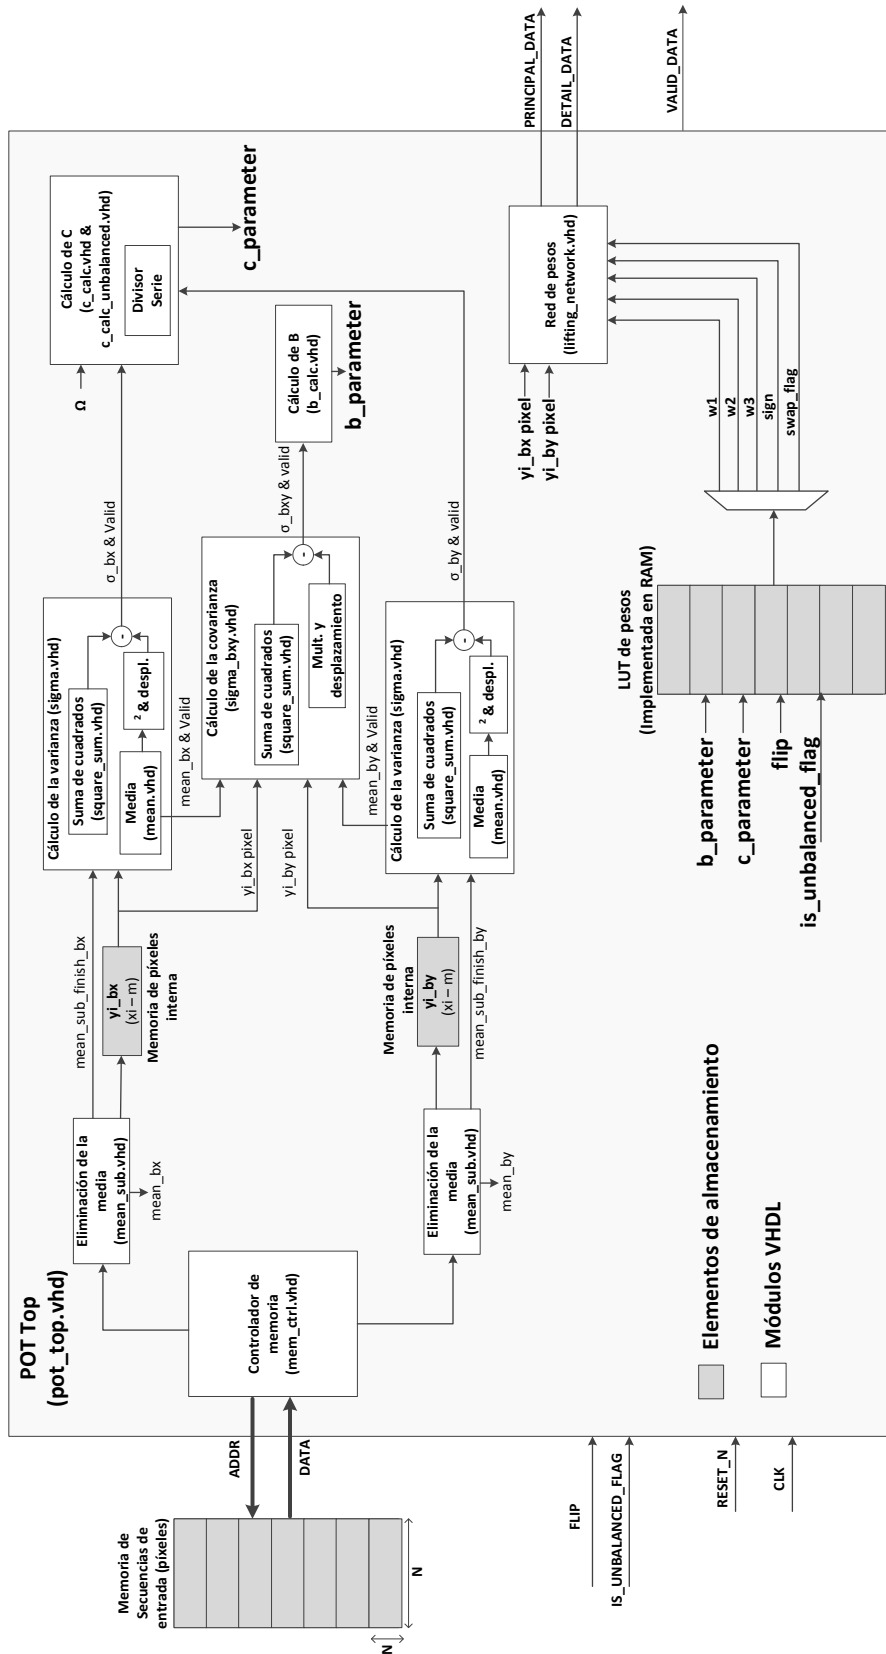 POT Top
(pot_top.vhd)
Memoria de
Secuencias de
entrada (píxeles)
N
N
ADDR
DATA
Controlador de
memoria
(mem_ctrl.vhd)
Eliminación de la
media
(mean_sub.vhd)
mean_bx
mean_sub_finish_bx
yi_bx
(xi – m)
Memoria de píxeles
interna
Eliminación de la
media
(mean_sub.vhd)
mean_by
Memoria de píxeles
interna
yi_by
(xi – m)
mean_sub_finish_by
yi_bx pixel
yi_by pixel
Cálculo de la varianza (sigma.vhd)
Suma de cuadrados
(square_sum.vhd)
Media
(mean.vhd)
² & despl.
-
mean_bx & Valid
σ_bx & Valid
Cálculo de la covarianza
(sigma_bxy.vhd)
Suma de cuadrados
(square_sum.vhd)
Mult. y
desplazamiento
-
σ_bxy & valid
mean_by & Valid
Cálculo de la varianza (sigma.vhd)
Suma de cuadrados
(square_sum.vhd)
Media
(mean.vhd)
² & despl.
-
σ_by & valid
Ω
Cálculo de C
(c_calc.vhd &
c_calc_unbalanced.vhd)
Divisor
Serie
c_parameter
Cálculo de B
(b_calc.vhd)
b_parameter
yi_bx pixel
yi_by pixel
Red de pesos
(lifting_network.vhd)
PRINCIPAL_DATA
DETAIL_DATA
VALID_DATA
w1
w2
w3
sign
swap_flag
LUT de pesos
(Implementada en RAM)
b_parameter
c_parameter
flip
is_unbalanced_flag
Elementos de almacenamiento
Módulos VHDL
FLIP
IS_UNBALANCED_FLAG
RESET_N
CLK